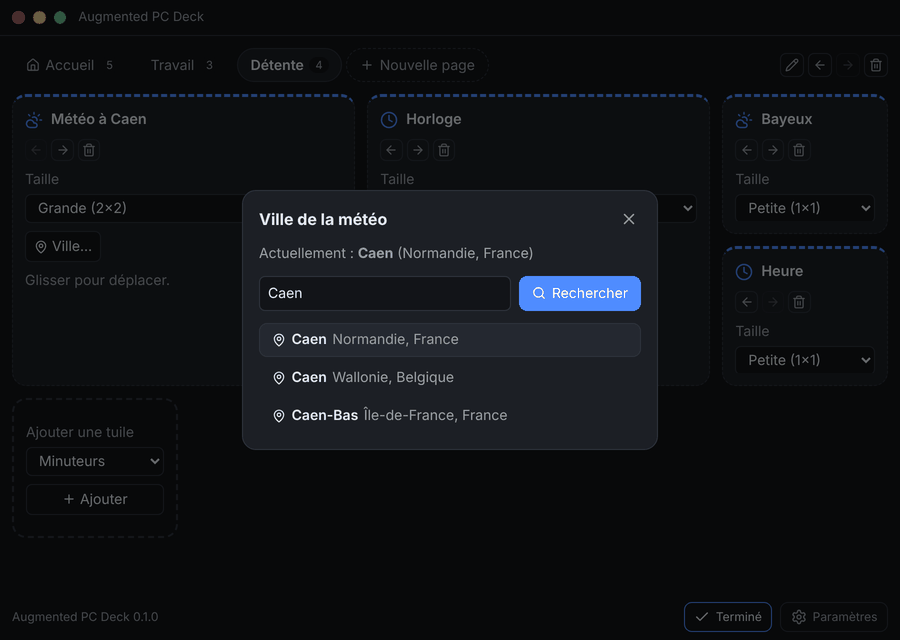 Augmented PC Deck
Accueil 5 Travail 3 Détente 4 + Nouvelle page
Météo à Caen
Taille
Grande (2×2)
Ville...
Glisser pour déplacer.
Horloge
Taille
Bayeux
Taille
Petite (1×1)
Heure
Taille
Petite (1×1)
Ville de la météo
Actuellement : Caen (Normandie, France)
Caen
Rechercher
Caen Normandie, France
Caen Wallonie, Belgique
Caen-Bas Île-de-France, France
Ajouter une tuile
Minuteurs
+ Ajouter
Augmented PC Deck 0.1.0
Terminé
Paramètres